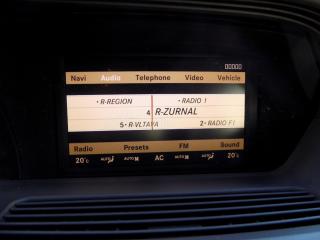 00000
Navi Audio Telephone Video Vehicle
• R-REGION • RADIO 1
4 R-ZURNAL
5 • R-VLTAVA 2 • RADIO F1
Radio Presets FM Sound
20°C AUTO AUTO M AC AUTO M AUTO 20°C